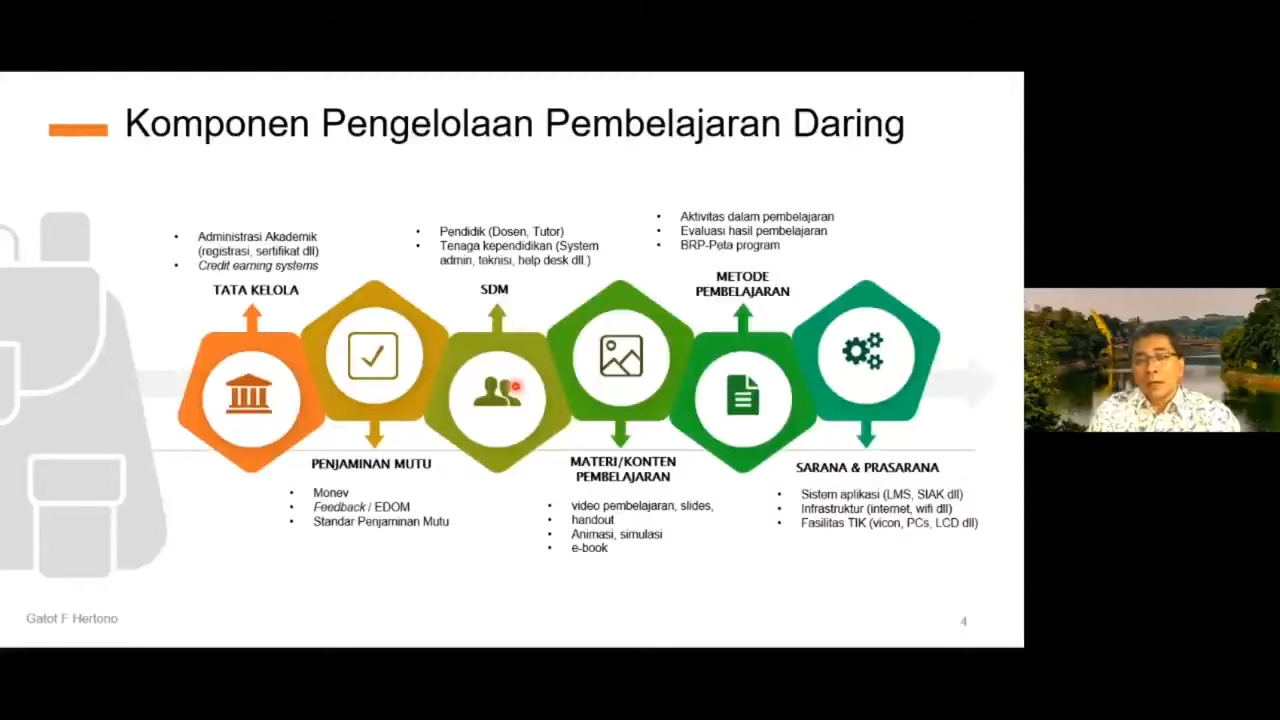 Komponen Pengelolaan Pembelajaran Daring
• Administrasi Akademik
(registrasi, sertifikat dll)
• Credit earning systems
TATA KELOLA
PENJAMINAN MUTU
• Monev
• Feedback / EDOM
• Standar Penjaminan Mutu
• Pendidik (Dosen, Tutor)
• Tenaga kependidikan (System
admin, teknisi, help desk dll.)
SDM
MATERI/KONTEN
PEMBELAJARAN
• video pembelajaran, slides,
• handout
• Animasi, simulasi
• e-book
• Aktivitas dalam pembelajaran
• Evaluasi hasil pembelajaran
• BRP-Peta program
METODE
PEMBELAJARAN
SARANA & PRASARANA
• Sistem aplikasi (LMS, SIAK dll)
• Infrastruktur (internet, wifi dll)
• Fasilitas TIK (vicon, PCs, LCD dll)
Gatot F Hertono
4